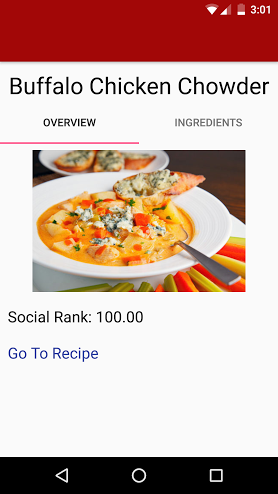 3:01
Buffalo Chicken Chowder
OVERVIEW INGREDIENTS
Social Rank: 100.00
Go To Recipe